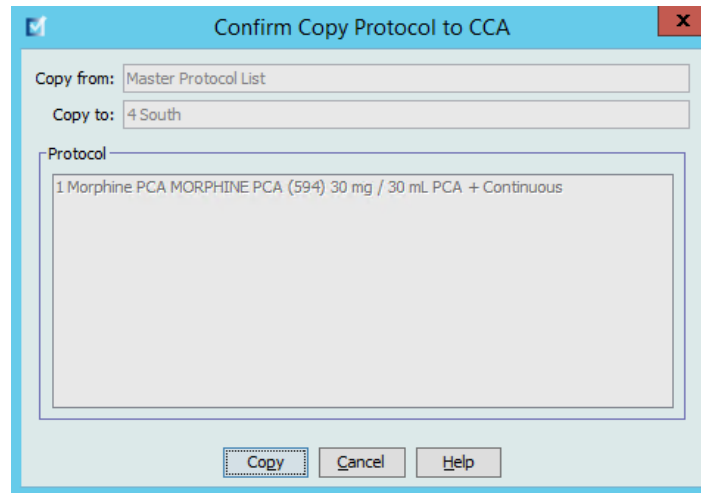 Confirm Copy Protocol to CCA
x
Copy from: Master Protocol List
Copy to: 4 South
Protocol
1 Morphine PCA MORPHINE PCA (594) 30 mg / 30 mL PCA + Continuous
Copy Cancel Help